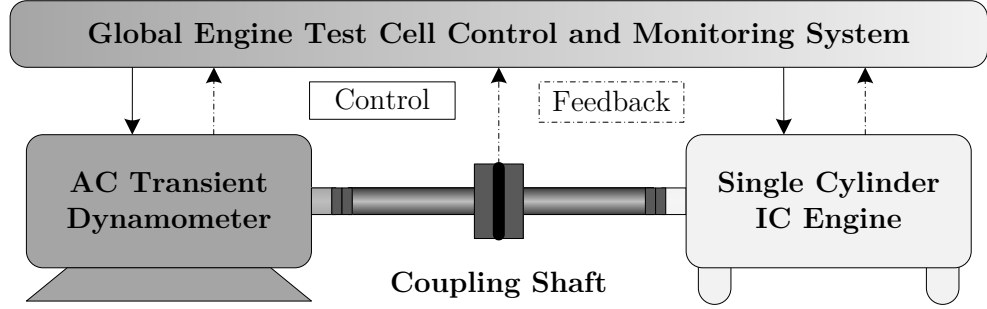 Global Engine Test Cell Control and Monitoring System
Control
Feedback
AC Transient
Dynamometer
Single Cylinder
IC Engine
Coupling Shaft